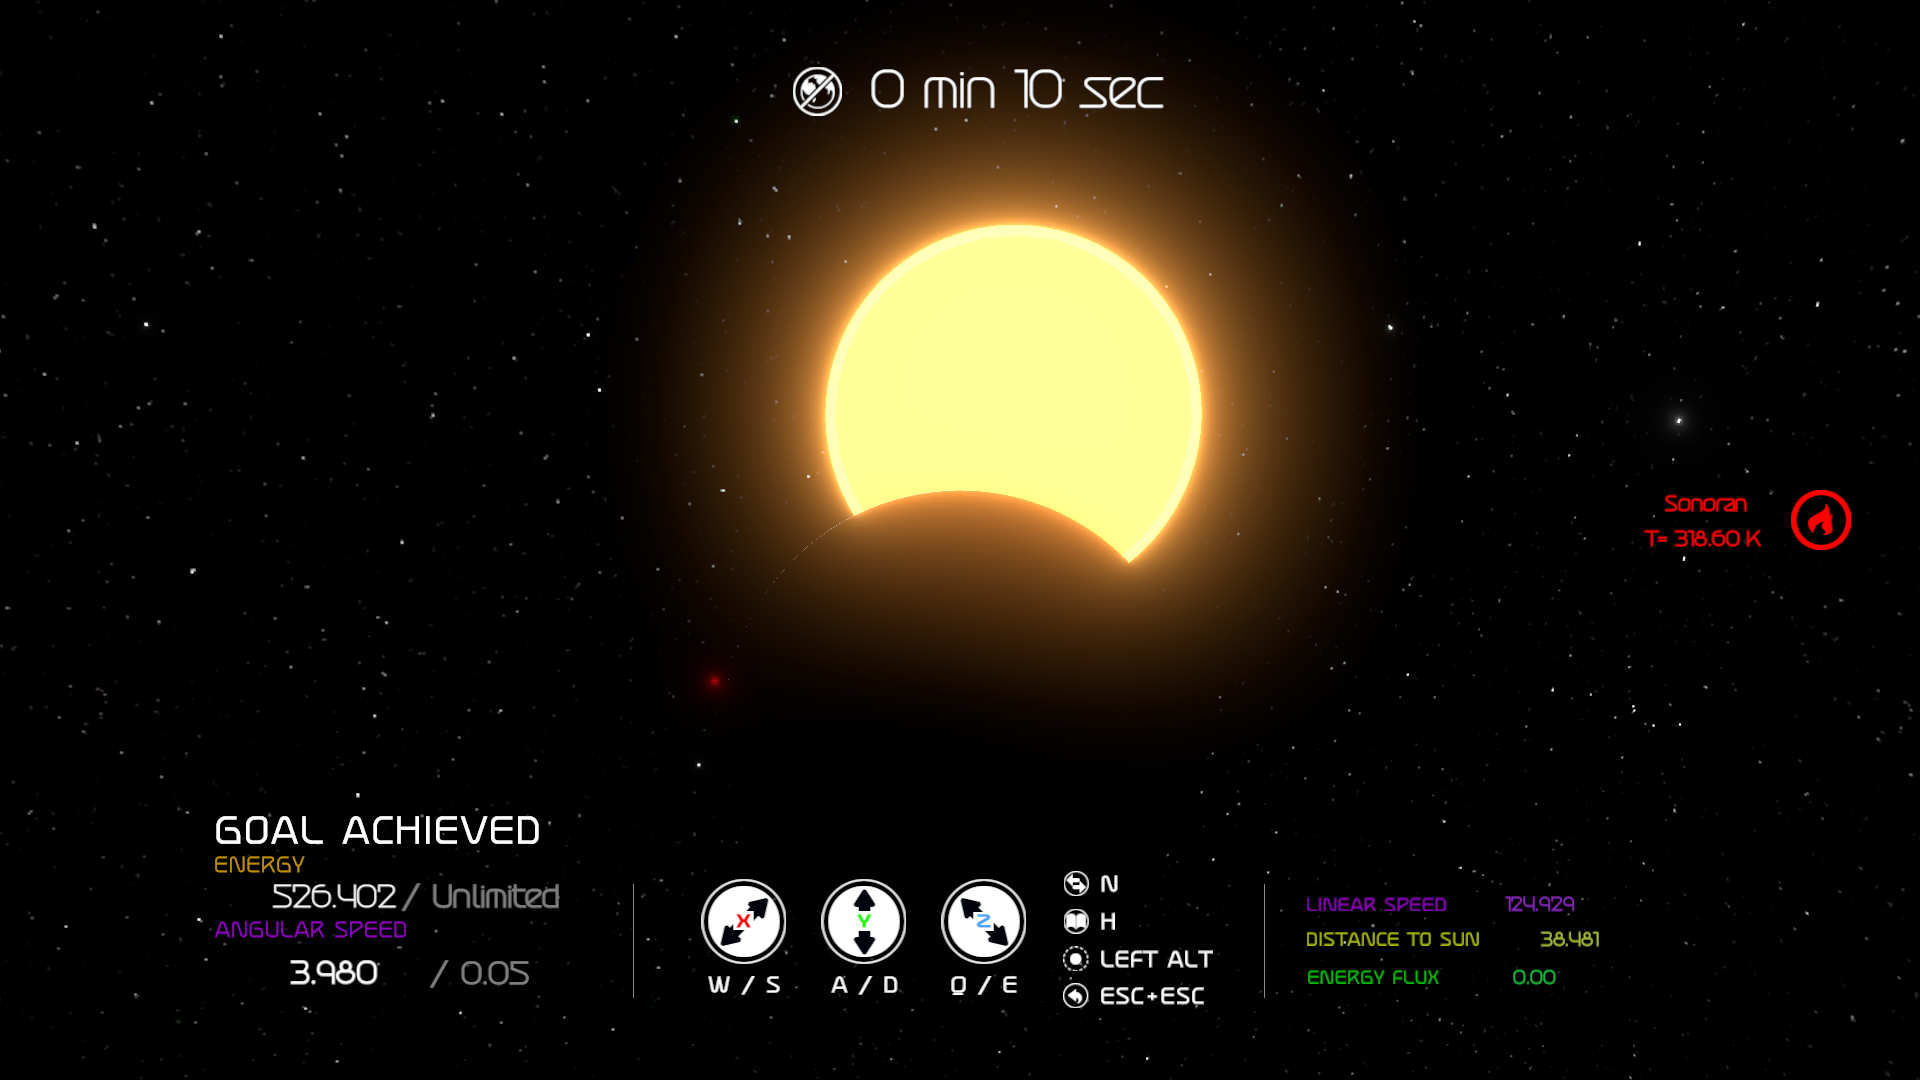 0 min 10 sec
Sonoran
T= 318.60 K
GOAL ACHIEVED
ENERGY
526.402 / Unlimited
ANGULAR SPEED
3.980 / 0.05
X
Y
Z
W / S
A / D
Q / E
N
H
LEFT ALT
ESC+ESC
LINEAR SPEED 124.929
DISTANCE TO SUN 38.481
ENERGY FLUX 0.00